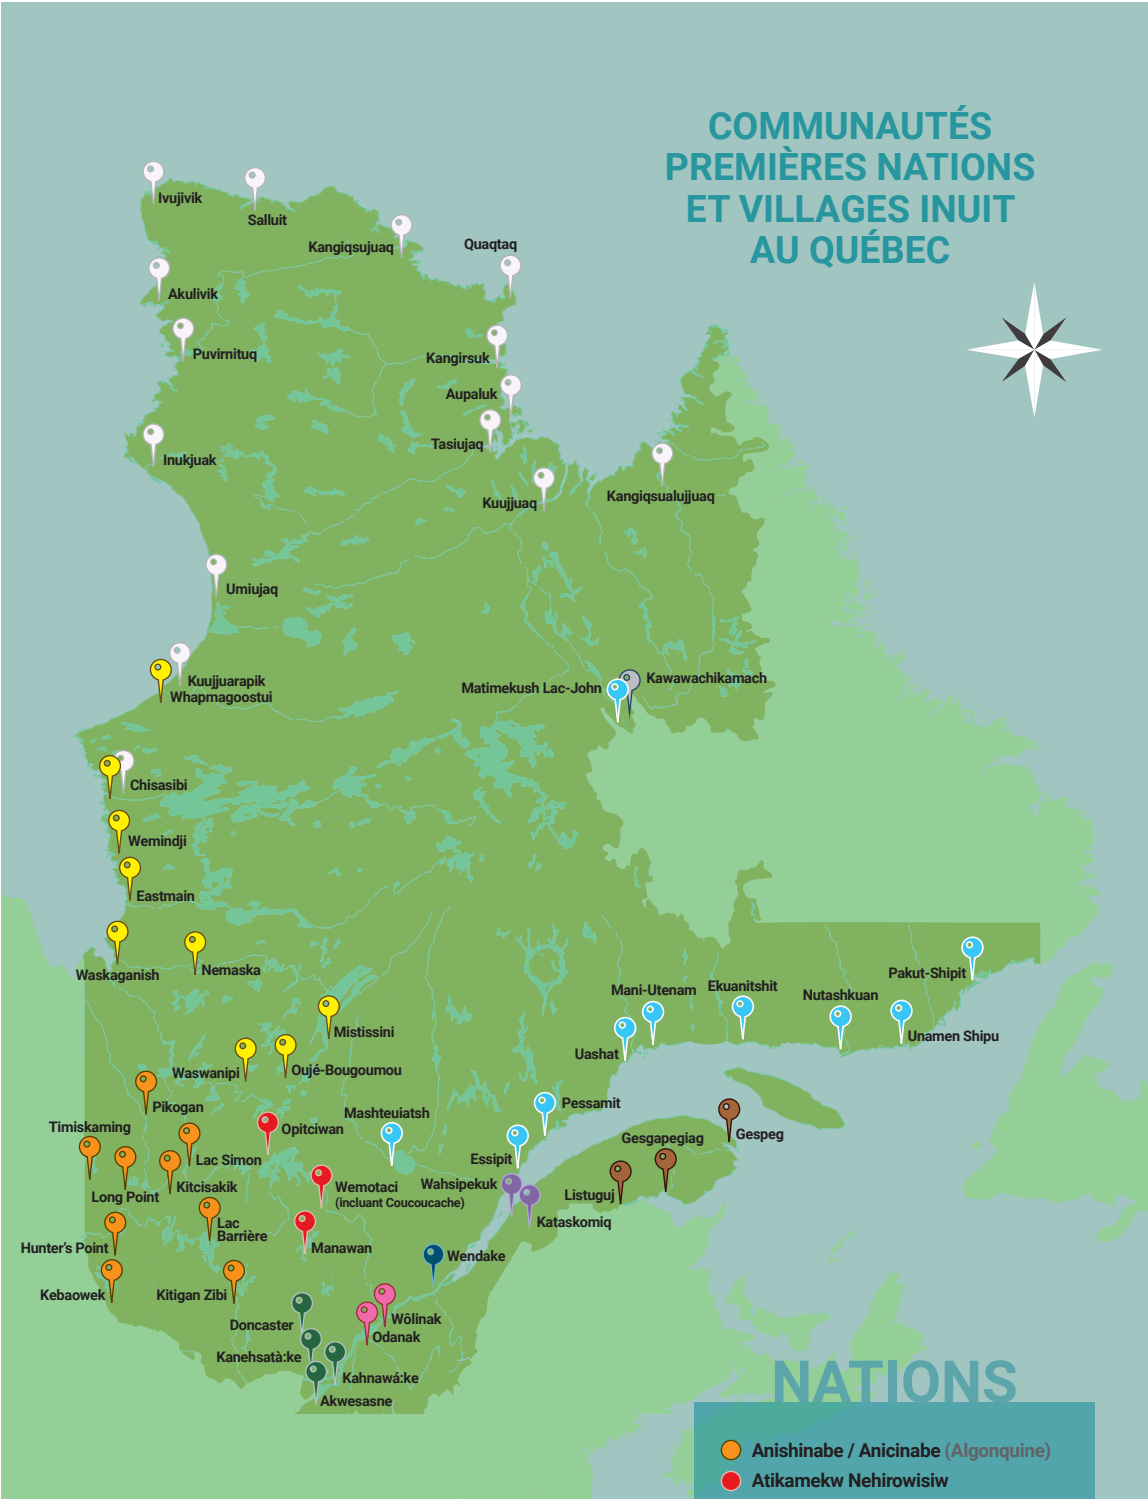 COMMUNAUTÉS
PREMIÈRES NATIONS
ET VILLAGES INUIT
AU QUÉBEC
Ivujivik
Salluit
Kangiqsujuaq
Quaqtaq
Akulivik
Puvirnituq
Kangirsuk
Aupaluk
Tasiujaq
Inukjuak
Kuujjuaq
Kangiqsualujjuaq
Umiujaq
Kuujjuarapik
Whapmagoostui
Matimekush Lac-John
Kawawachikamach
Chisasibi
Wemindji
Eastmain
Waskaganish
Nemaska
Pakut-Shipit
Mani-Utenam
Ekuanitshit
Nutashkuan
Unamen Shipu
Mistissini
Uashat
Waswanipi
Oujé-Bougoumou
Pikogan
Mashteuiatsh
Pessamit
Timiskaming
Opitciwan
Gesgapegiag
Gespeg
Lac Simon
Essipit
Kitcisakik
Long Point
Wemotaci
(incluant Coucoucache)
Wahsipekuk
Listuguj
Kataskomiq
Lac
Barrière
Hunter's Point
Manawan
Wendake
Kebaowek
Kitigan Zibi
Doncaster
Wôlinak
Odanak
Kanehsatà:ke
Kahnawá:ke
Akwesasne
NATIONS
Anishinabe / Anicinabe (Algonquine)
Atikamekw Nehirowisiw